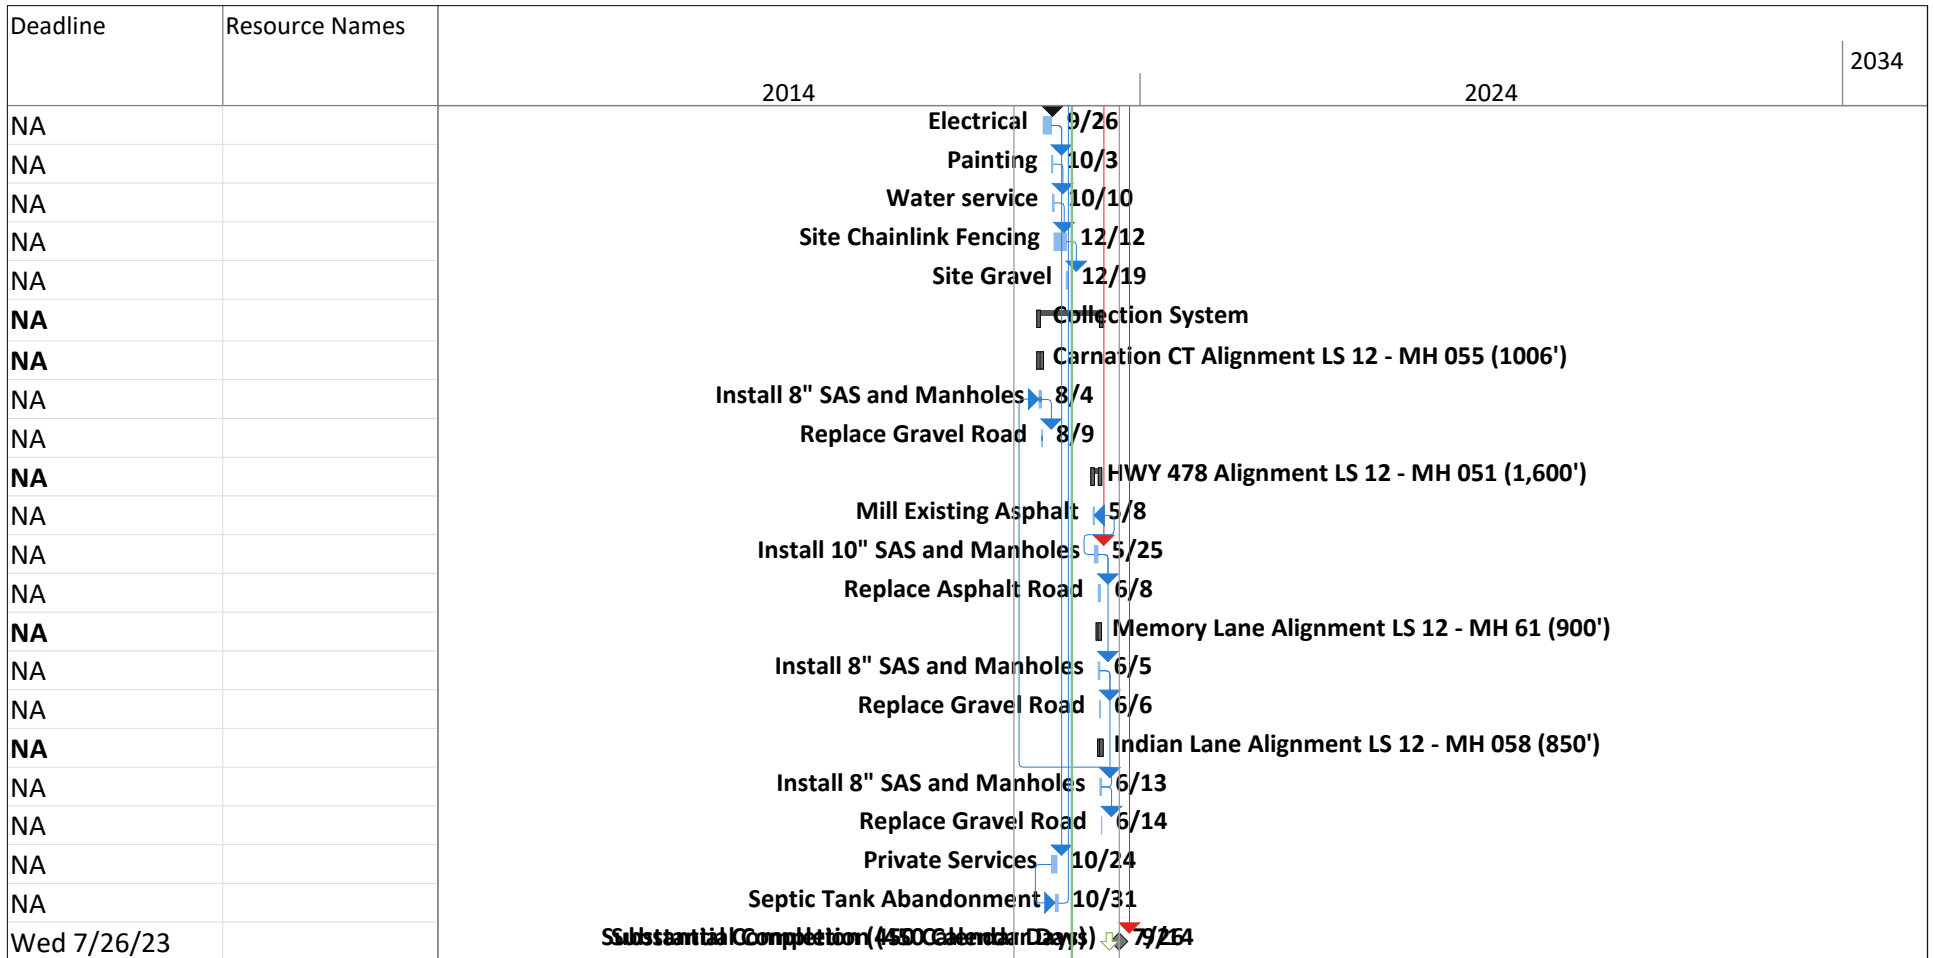 Deadline Resource Names
2034
2014 2024
NA Electrical 9/26
NA Painting 10/3
NA Water service 10/10
NA Site Chainlink Fencing 12/12
NA Site Gravel 12/19
NA Collection System
NA Carnation CT Alignment LS 12 - MH 055 (1006')
NA Install 8" SAS and Manholes 8/4
NA Replace Gravel Road 8/9
NA HWY 478 Alignment LS 12 - MH 051 (1,600')
NA Mill Existing Asphalt 5/8
NA Install 10" SAS and Manholes 5/25
NA Replace Asphalt Road 6/8
NA Memory Lane Alignment LS 12 - MH 61 (900')
NA Install 8" SAS and Manholes 6/5
NA Replace Gravel Road 6/6
NA Indian Lane Alignment LS 12 - MH 058 (850')
NA Install 8" SAS and Manholes 6/13
NA Replace Gravel Road 6/14
NA Private Services 10/24
NA Septic Tank Abandonment 10/31
Wed 7/26/23 Substantial Completion (450 Calendar Days)